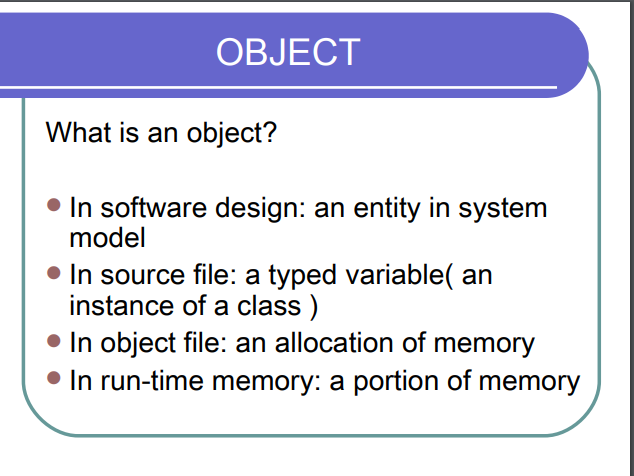 OBJECT
What is an object?
In software design: an entity in system
model
In source file: a typed variable( an
instance of a class )
In object file: an allocation of memory
In run-time memory: a portion of memory